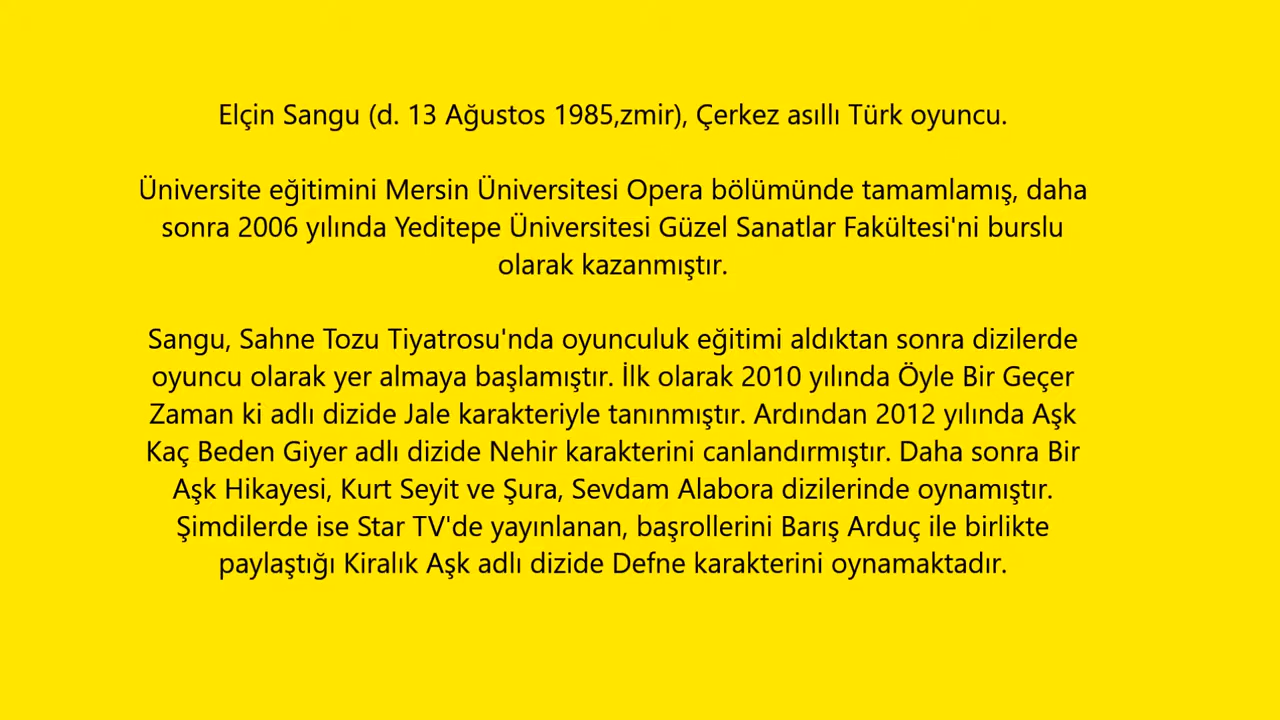 Elçin Sangu (d. 13 Ağustos 1985,zmir), Çerkez asıllı Türk oyuncu.
Üniversite eğitimini Mersin Üniversitesi Opera bölümünde tamamlamış, daha
sonra 2006 yılında Yeditepe Üniversitesi Güzel Sanatlar Fakültesi'ni burslu
olarak kazanmıştır.
Sangu, Sahne Tozu Tiyatrosu'nda oyunculuk eğitimi aldıktan sonra dizilerde
oyuncu olarak yer almaya başlamıştır. İlk olarak 2010 yılında Öyle Bir Geçer
Zaman ki adlı dizide Jale karakteriyle tanınmıştır. Ardından 2012 yılında Aşk
Kaç Beden Giyer adlı dizide Nehir karakterini canlandırmıştır. Daha sonra Bir
Aşk Hikayesi, Kurt Seyit ve Şura, Sevdam Alabora dizilerinde oynamıştır.
Şimdilerde ise Star TV'de yayınlanan, başrollerini Barış Arduç ile birlikte
paylaştığı Kiralık Aşk adlı dizide Defne karakterini oynamaktadır.